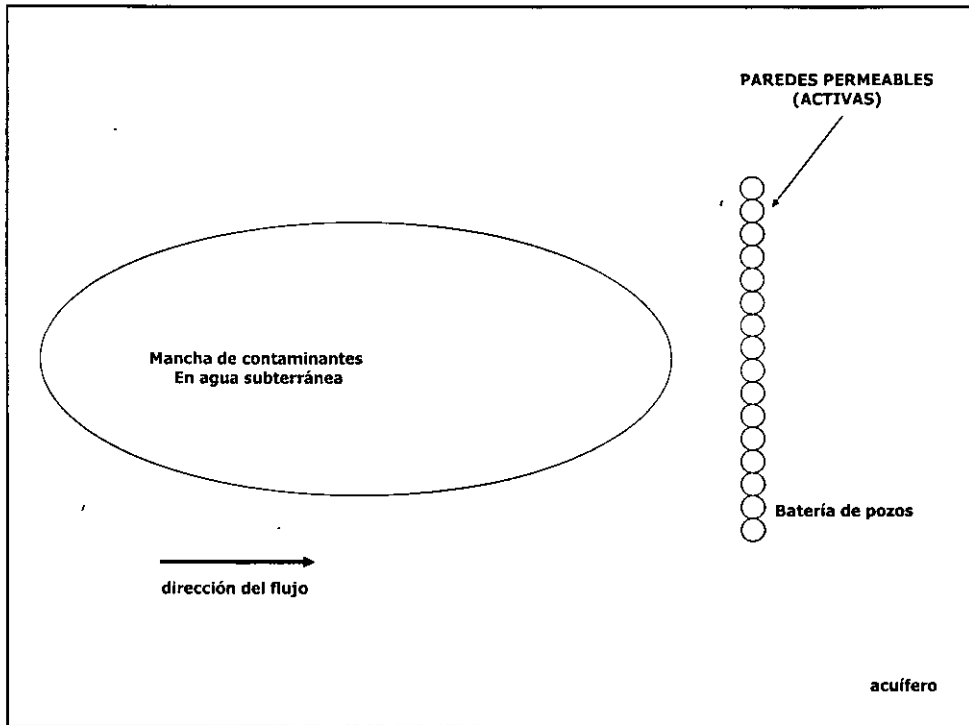 PAREDES PERMEABLES
(ACTIVAS)
Mancha de contaminantes
En agua subterránea
Batería de pozos
dirección del flujo
acuífero